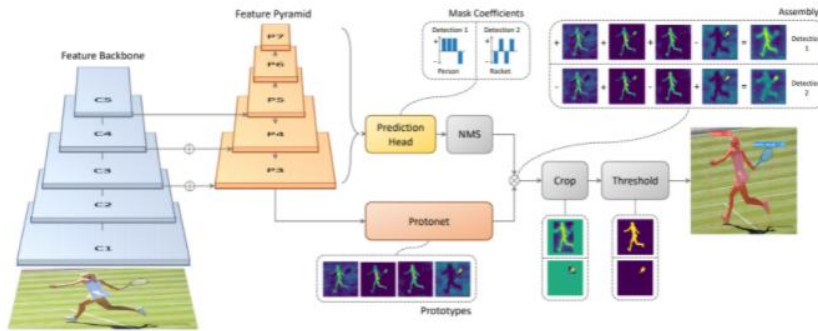 Feature Backbone
C5
C4
C3
C2
C1
Feature Pyramid
P7
P6
P5
P4
P3
Mask Coefficients
Detection 1
Detection 2
+
−
+
−
Person
Racket
Prediction
Head
NMS
Protonet
Prototypes
Assembly
+ + + − = Detection
1
− + − + = Detection
2
Crop
Threshold